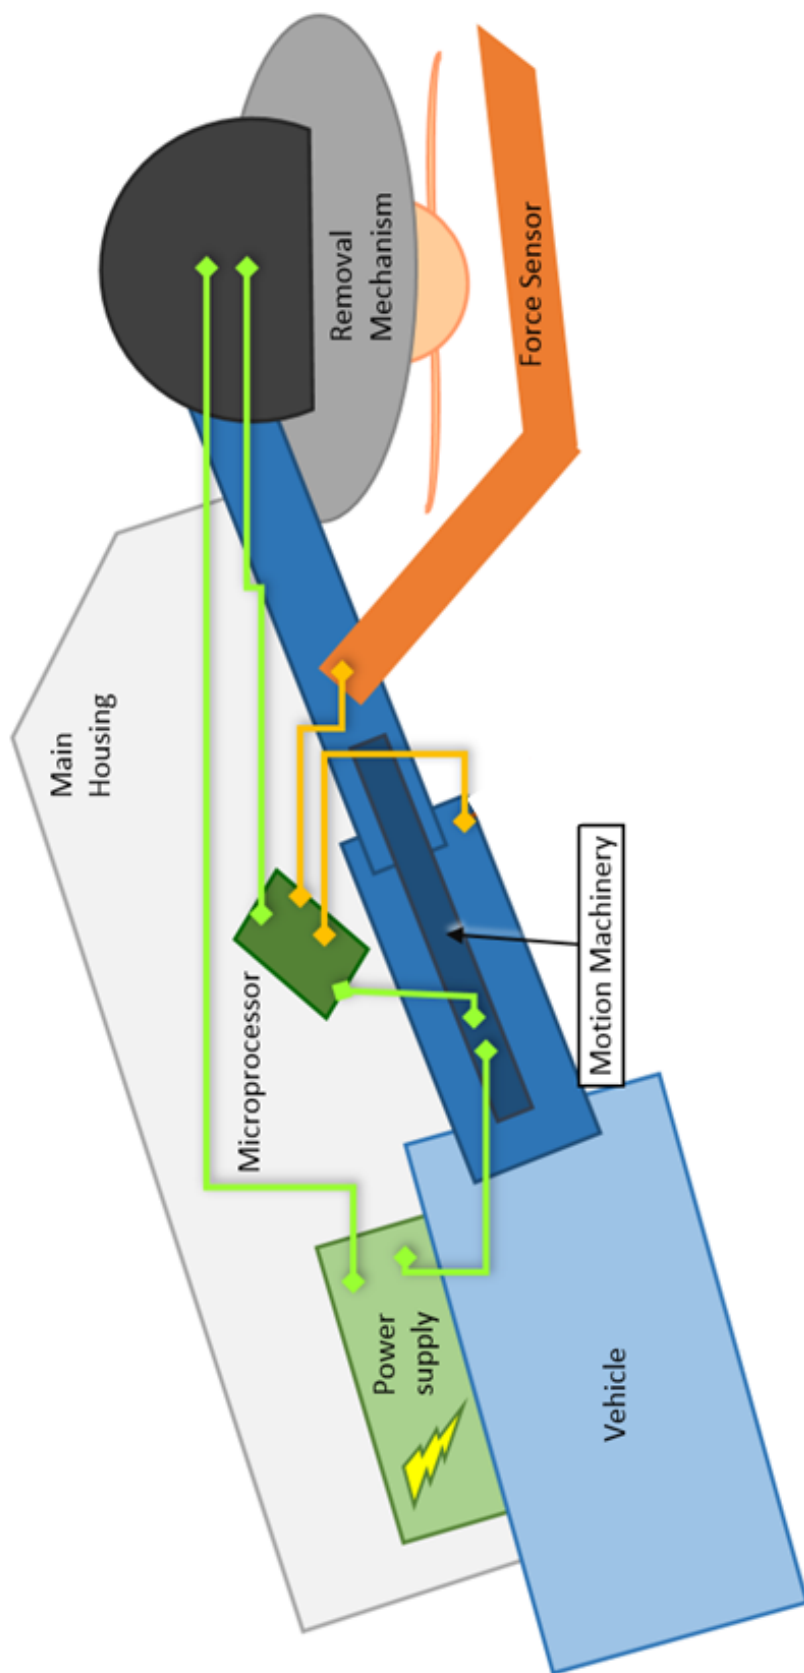 Main
Housing
Removal
Mechanism
Force Sensor
Microprocessor
Motion Machinery
Power
supply
Vehicle